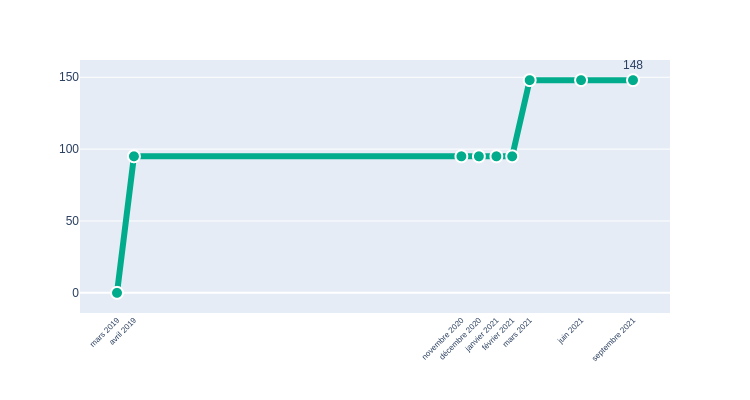 148
150
100
50
0
mars 2019
avril 2019
novembre 2020
décembre 2020
janvier 2021
février 2021
mars 2021
juin 2021
septembre 2021